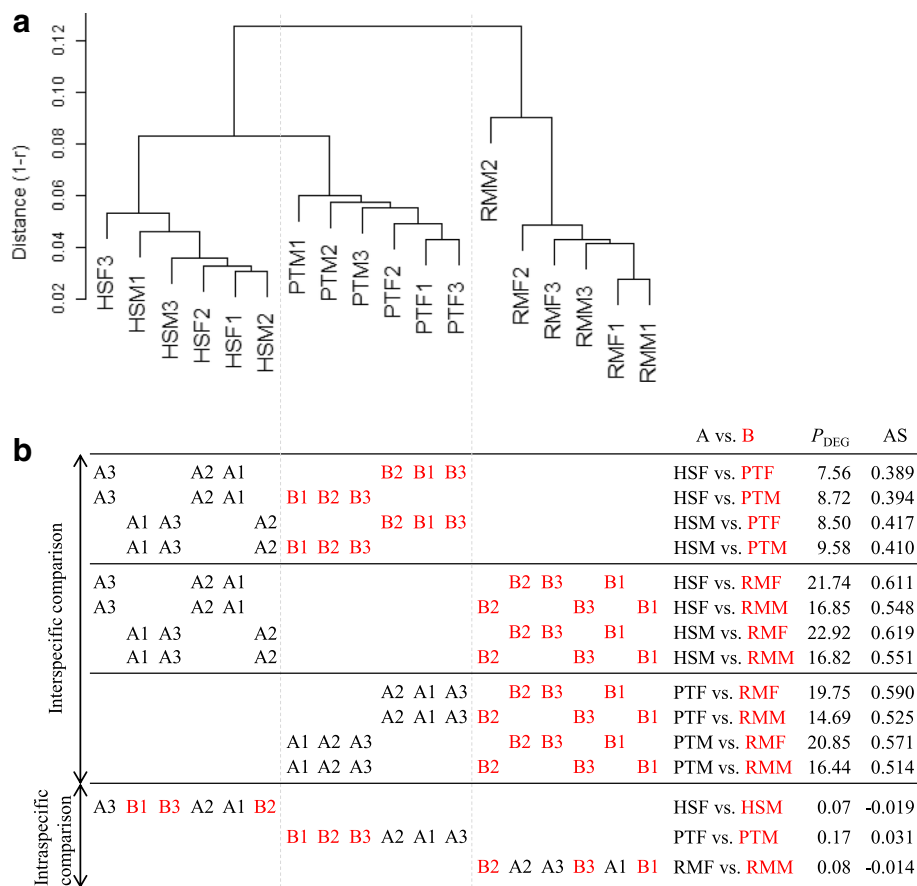 a
Distance (1-r)
0.12
0.10
0.08
0.06
0.04
0.02
HSF3
HSM1
HSM3
HSF2
HSF1
HSM2
PTM1
PTM2
PTM3
PTF2
PTF1
PTF3
RMM2
RMF2
RMF3
RMM3
RMF1
RMM1
b
A vs. B PDEG AS
Interspecific comparison
A3 A2 A1 B2 B1 B3 HSF vs. PTF 7.56 0.389
A3 A2 A1 B1 B2 B3 HSF vs. PTM 8.72 0.394
A1 A3 A2 B2 B1 B3 HSM vs. PTF 8.50 0.417
A1 A3 A2 B1 B2 B3 HSM vs. PTM 9.58 0.410
A3 A2 A1 B2 B3 B1 HSF vs. RMF 21.74 0.611
A3 A2 A1 B2 B3 B1 HSF vs. RMM 16.85 0.548
A1 A3 A2 B2 B3 B1 HSM vs. RMF 22.92 0.619
A1 A3 A2 B2 B3 B1 HSM vs. RMM 16.82 0.551
A2 A1 A3 B2 B3 B1 PTF vs. RMF 19.75 0.590
A2 A1 A3 B2 B3 B1 PTF vs. RMM 14.69 0.525
A1 A2 A3 B2 B3 B1 PTM vs. RMF 20.85 0.571
A1 A2 A3 B2 B3 B1 PTM vs. RMM 16.44 0.514
Intraspecific comparison
A3 B1 B3 A2 A1 B2 HSF vs. HSM 0.07 -0.019
B1 B2 B3 A2 A1 A3 PTF vs. PTM 0.17 0.031
B2 A2 A3 B3 A1 B1 RMF vs. RMM 0.08 -0.014